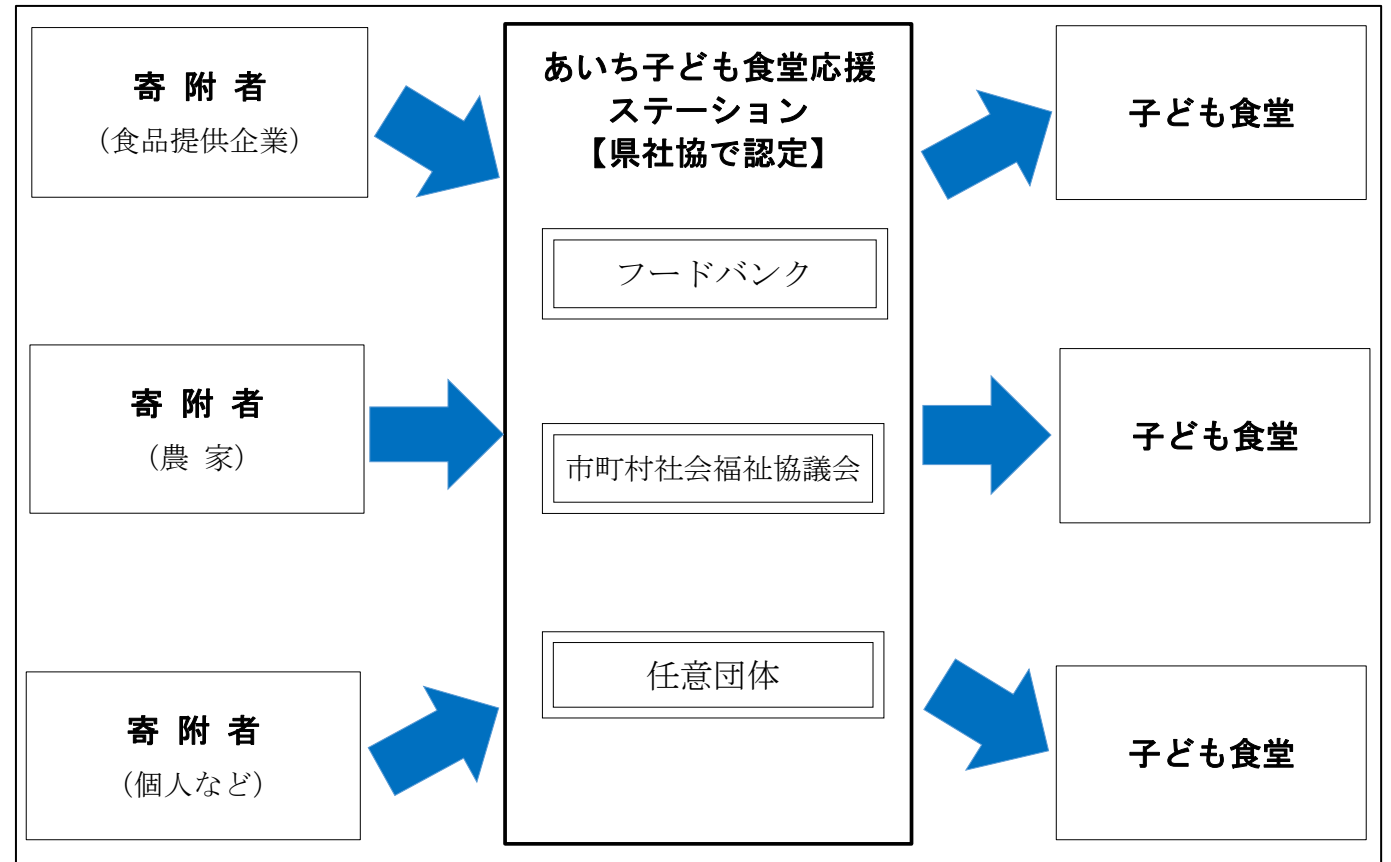 寄 附 者
（食品提供企業）
寄 附 者
（農 家）
寄 附 者
（個人など）
あいち子ども食堂応援
ステーション
【県社協で認定】
フードバンク
市町村社会福祉協議会
任意団体
子ども食堂
子ども食堂
子ども食堂